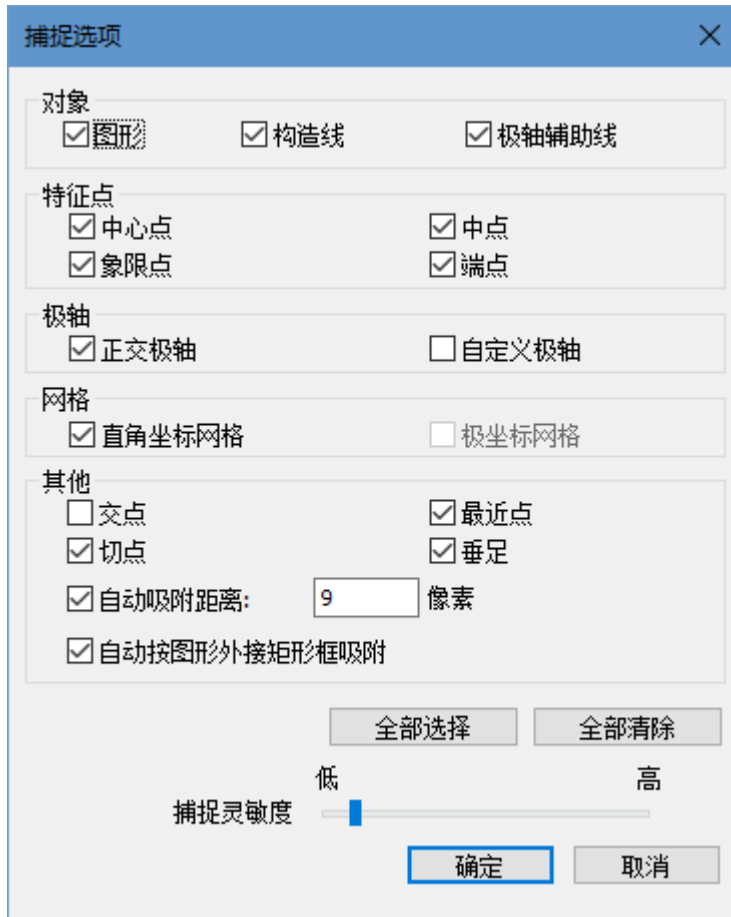 捕捉选项
对象
图形 构造线 极轴辅助线
特征点
中心点 中点
象限点 端点
极轴
正交极轴 自定义极轴
网格
直角坐标网格 极坐标网格
其他
交点 最近点
切点 垂足
自动吸附距离: 9 像素
自动按图形外接矩形框吸附
全部选择 全部清除
低 高
捕捉灵敏度
确定 取消